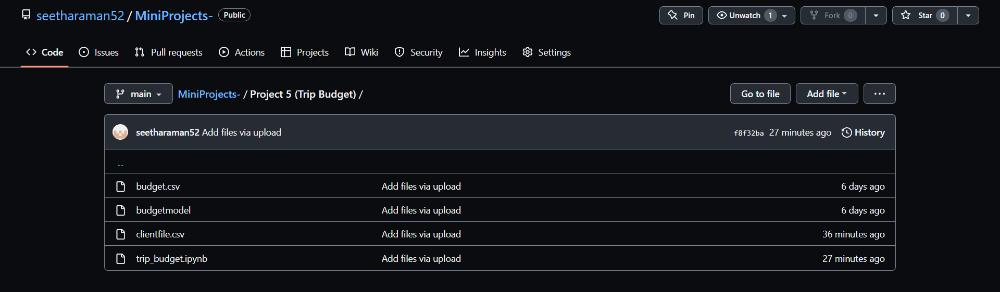 seetharaman52 / MiniProjects- Public Pin Unwatch 1 Fork 0 Star 0
Code Issues Pull requests Actions Projects Wiki Security Insights Settings
main MiniProjects- / Project 5 (Trip Budget) / Go to file Add file ...
seetharaman52 Add files via upload f8f32ba 27 minutes ago History
..
budget.csv Add files via upload 6 days ago
budgetmodel Add files via upload 6 days ago
clientfile.csv Add files via upload 36 minutes ago
trip_budget.ipynb Add files via upload 27 minutes ago